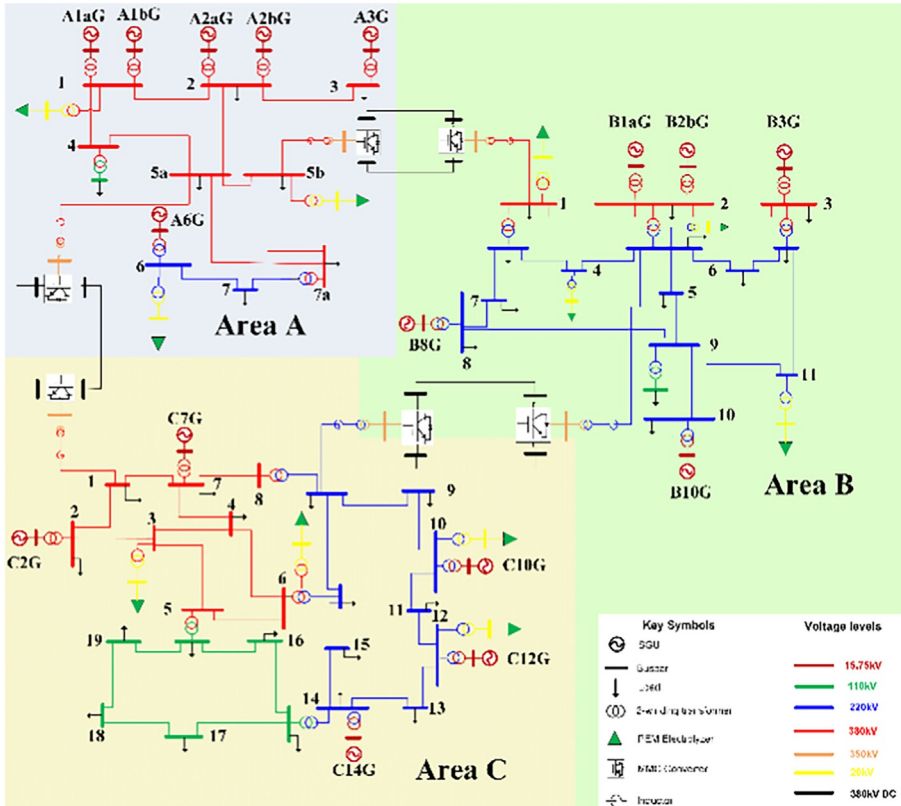 A1aG A1bG A2aG A2bG A3G
1 2 3
4
5a 5b
A6G
6
7 7a
Area A
B1aG B2bG B3G
1 2 3
4 6
5
7
B8G 8
9
11
10
B10G
Area B
C7G
1 7 8
2 3 4
C2G
9
10
C10G
6
11 12
5
C12G
19 16 15
14
13
18 17
C14G
Area C
Key Symbols Voltage levels
SGU
Busbar
Load
2-winding transformer
PEM Electrolyzer
MMC Converter
Inductor
15.75kV
110kV
220kV
380kV
350kV
20kV
380kV DC